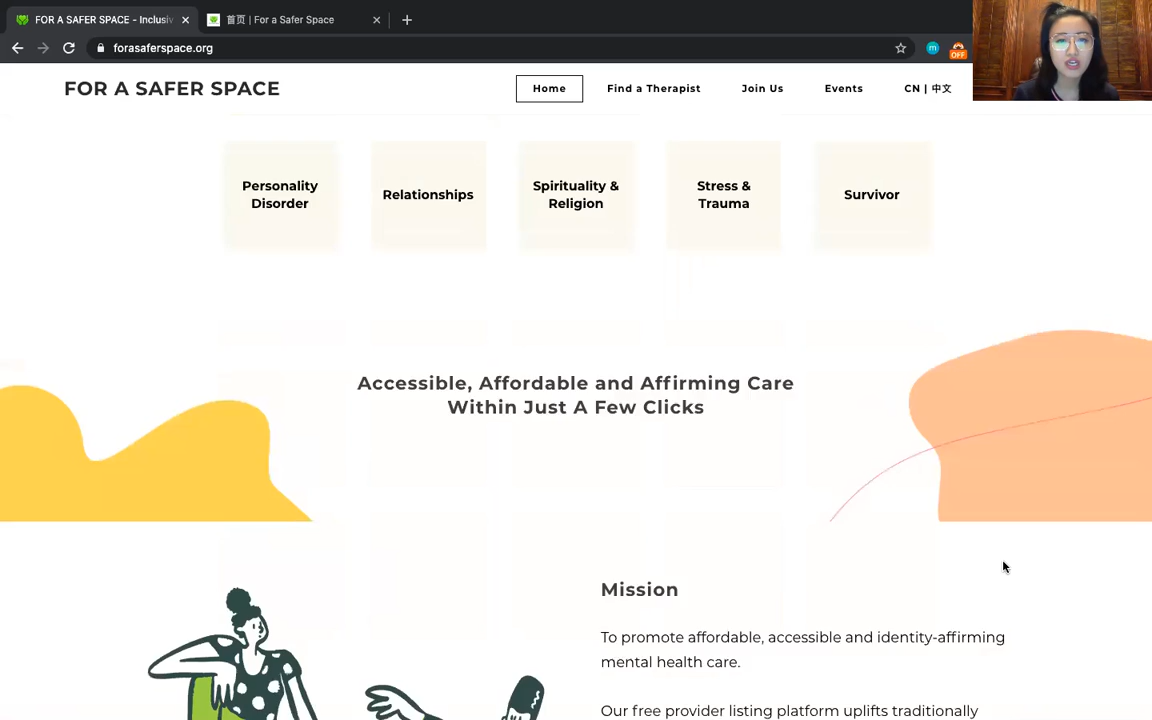 FOR A SAFER SPACE - Inclusiv
首页 | For a Safer Space
forasaferspace.org
m
OFF
FOR A SAFER SPACE
Home
Find a Therapist
Join Us
Events
CN | 中文
Personality
Disorder
Relationships
Spirituality &
Religion
Stress &
Trauma
Survivor
Accessible, Affordable and Affirming Care
Within Just A Few Clicks
Mission
To promote affordable, accessible and identity-affirming
mental health care.
Our free provider listing platform uplifts traditionally